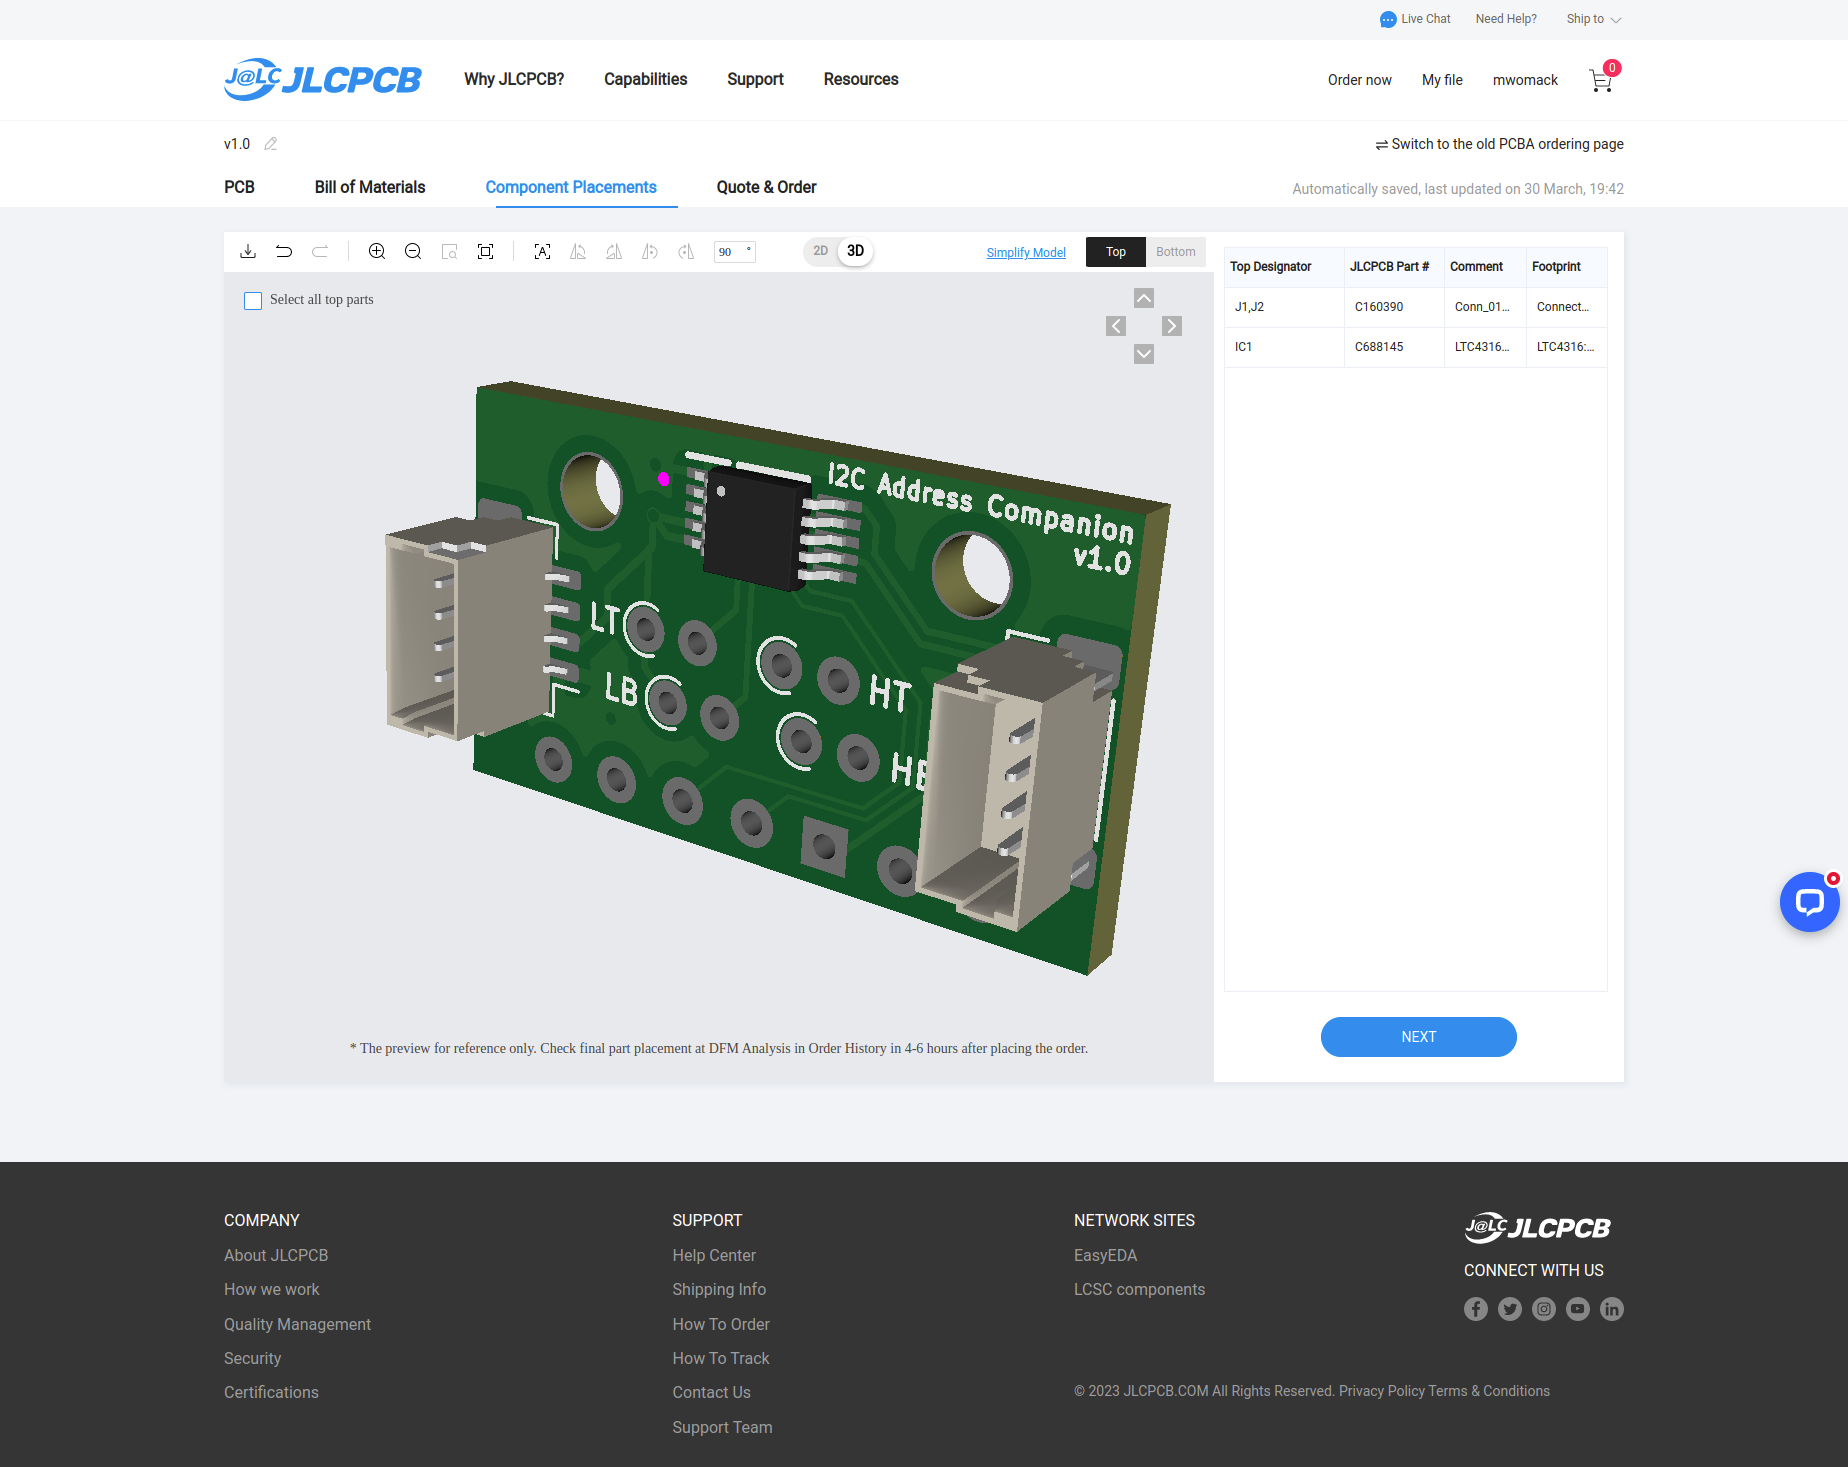 Live Chat
Need Help?
Ship to
J@LC JLCPCB
Why JLCPCB?
Capabilities
Support
Resources
Order now
My file
mwomack
0
v1.0
Switch to the old PCBA ordering page
PCB
Bill of Materials
Component Placements
Quote & Order
Automatically saved, last updated on 30 March, 19:42
A
90 °
2D
3D
Simplify Model
Top
Bottom
Select all top parts
Top Designator
JLCPCB Part #
Comment
Footprint
J1,J2
C160390
Conn_01...
Connect...
IC1
C688145
LTC4316...
LTC4316:...
I2C Address Companion
v1.0
LT
LB
HT
HB
* The preview for reference only. Check final part placement at DFM Analysis in Order History in 4-6 hours after placing the order.
NEXT
COMPANY
About JLCPCB
How we work
Quality Management
Security
Certifications
SUPPORT
Help Center
Shipping Info
How To Order
How To Track
Contact Us
Support Team
NETWORK SITES
EasyEDA
LCSC components
J@LC JLCPCB
CONNECT WITH US
© 2023 JLCPCB.COM All Rights Reserved. Privacy Policy Terms & Conditions